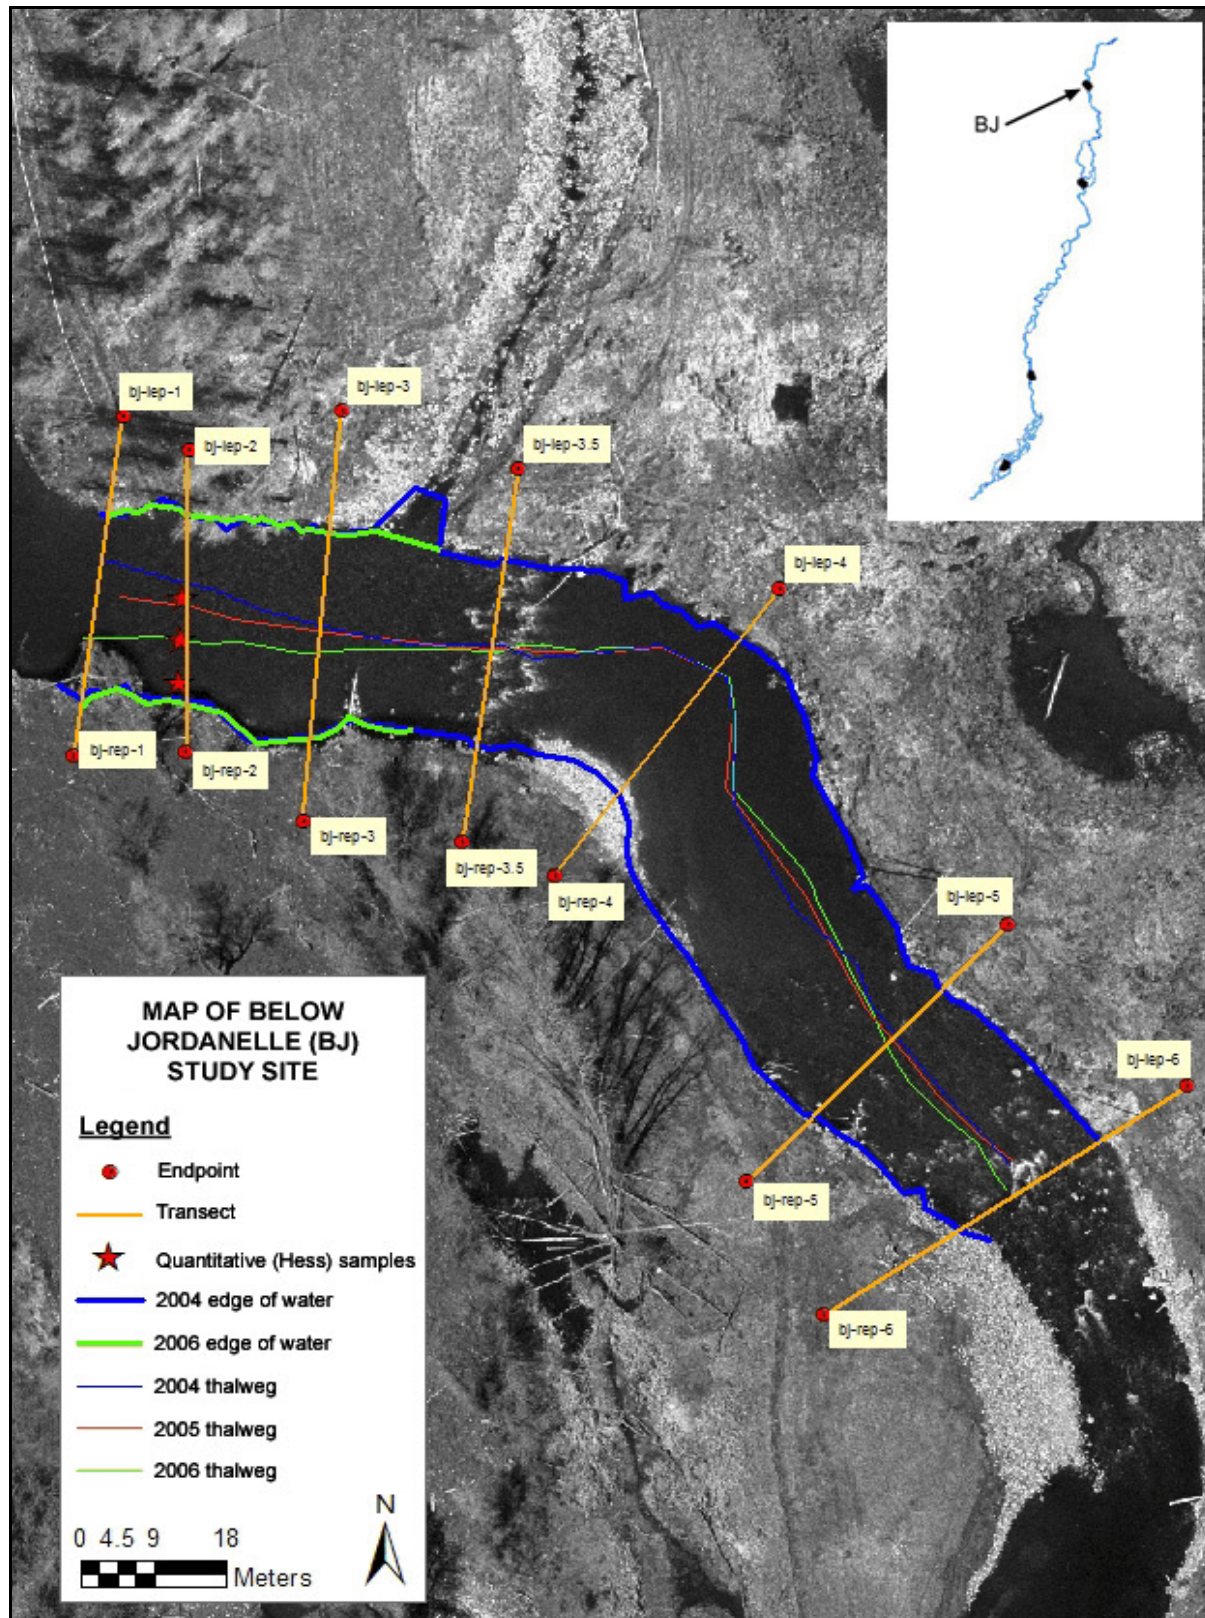 BJ
bj-lep-1
bj-lep-3
bj-lep-2
bj-lep-3.5
bj-lep-4
bj-rep-1
bj-rep-2
bj-rep-3
bj-rep-3.5
bj-rep-4
bj-lep-5
bj-lep-6
bj-rep-5
bj-rep-6
MAP OF BELOW
JORDANELLE (BJ)
STUDY SITE
Legend
Endpoint
Transect
Quantitative (Hess) samples
2004 edge of water
2006 edge of water
2004 thalweg
2005 thalweg
2006 thalweg
N
0 4.5 9 18
Meters